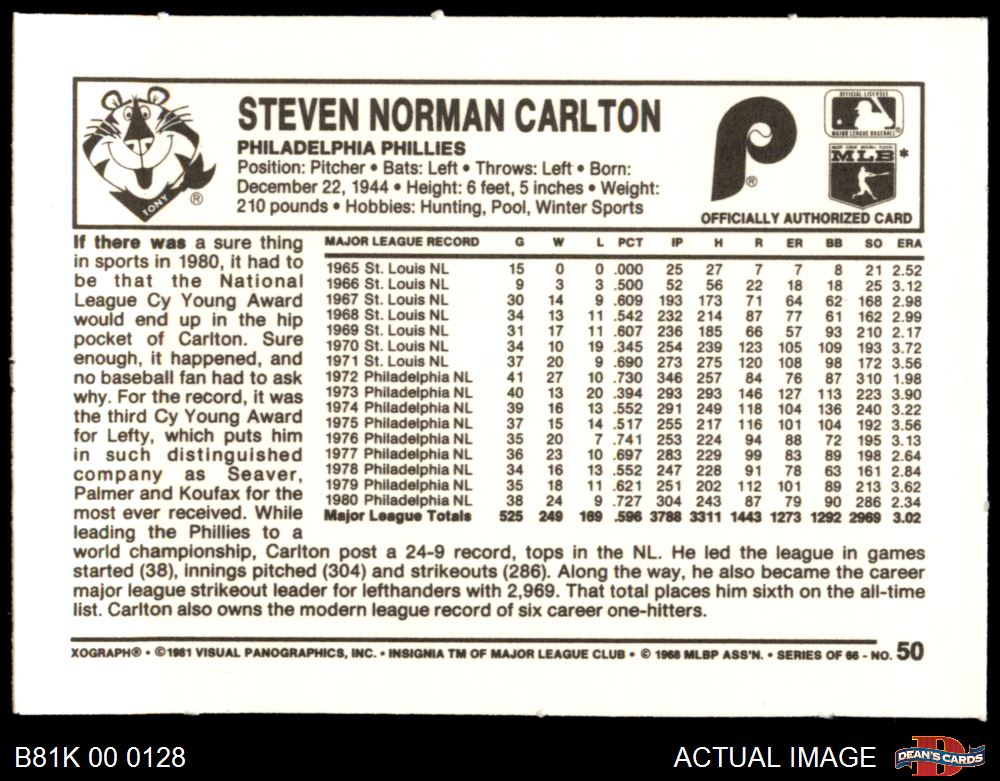 STEVEN NORMAN CARLTON
PHILADELPHIA PHILLIES
Position: Pitcher • Bats: Left • Throws: Left • Born:
December 22, 1944 • Height: 6 feet, 5 inches • Weight:
210 pounds • Hobbies: Hunting, Pool, Winter Sports
TONY ®
P ®
OFFICIAL LICENSEE
MAJOR LEAGUE BASEBALL ®
MLB *
OFFICIALLY AUTHORIZED CARD
If there was a sure thing
in sports in 1980, it had to
be that the National
League Cy Young Award
would end up in the hip
pocket of Carlton. Sure
enough, it happened, and
no baseball fan had to ask
why. For the record, it was
the third Cy Young Award
for Lefty, which puts him
in such distinguished
company as Seaver,
Palmer and Koufax for the
most ever received. While
leading the Phillies to a
world championship, Carlton post a 24-9 record, tops in the NL. He led the league in games
started (38), innings pitched (304) and strikeouts (286). Along the way, he also became the career
major league strikeout leader for lefthanders with 2,969. That total places him sixth on the all-time
list. Carlton also owns the modern league record of six career one-hitters.
MAJOR LEAGUE RECORD G W L PCT IP H R ER BB SO ERA
1965 St. Louis NL 15 0 0 .000 25 27 7 7 8 21 2.52
1966 St. Louis NL 9 3 3 .500 52 56 22 18 18 25 3.12
1967 St. Louis NL 30 14 9 .609 193 173 71 64 62 168 2.98
1968 St. Louis NL 34 13 11 .542 232 214 87 77 61 162 2.99
1969 St. Louis NL 31 17 11 .607 236 185 66 57 93 210 2.17
1970 St. Louis NL 34 10 19 .345 254 239 123 105 109 193 3.72
1971 St. Louis NL 37 20 9 .690 273 275 120 108 98 172 3.56
1972 Philadelphia NL 41 27 10 .730 346 257 84 76 87 310 1.98
1973 Philadelphia NL 40 13 20 .394 293 293 146 127 113 223 3.90
1974 Philadelphia NL 39 16 13 .552 291 249 118 104 136 240 3.22
1975 Philadelphia NL 37 15 14 .517 255 217 116 101 104 192 3.56
1976 Philadelphia NL 35 20 7 .741 253 224 94 88 72 195 3.13
1977 Philadelphia NL 36 23 10 .697 283 229 99 83 89 198 2.64
1978 Philadelphia NL 34 16 13 .552 247 228 91 78 63 161 2.84
1979 Philadelphia NL 35 18 11 .621 251 202 112 101 89 213 3.62
1980 Philadelphia NL 38 24 9 .727 304 243 87 79 90 286 2.34
Major League Totals 525 249 169 .596 3788 3311 1443 1273 1292 2969 3.02
XOGRAPH® • ©1981 VISUAL PANOGRAPHICS, INC. • INSIGNIA TM OF MAJOR LEAGUE CLUB • © 1968 MLBP ASS'N. • SERIES OF 66 - NO. 50
B81K 00 0128
ACTUAL IMAGE
DEAN'S CARDS